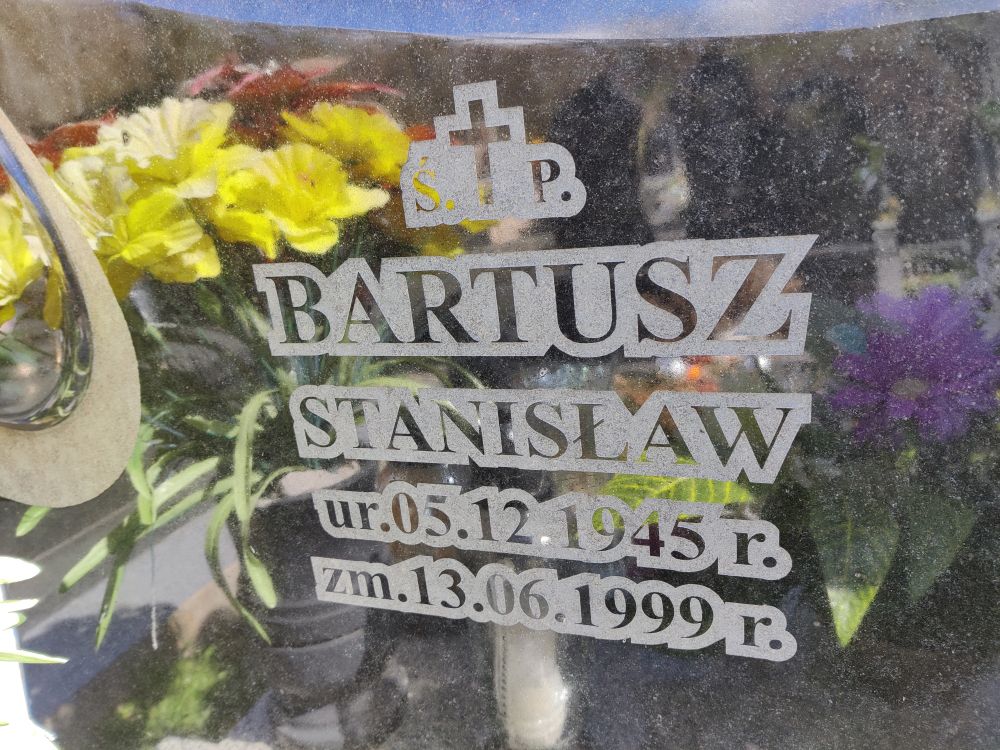 Ś. P.
BARTUSZ
STANISŁAW
ur.05.12.1945 r.
zm.13.06.1999 r.